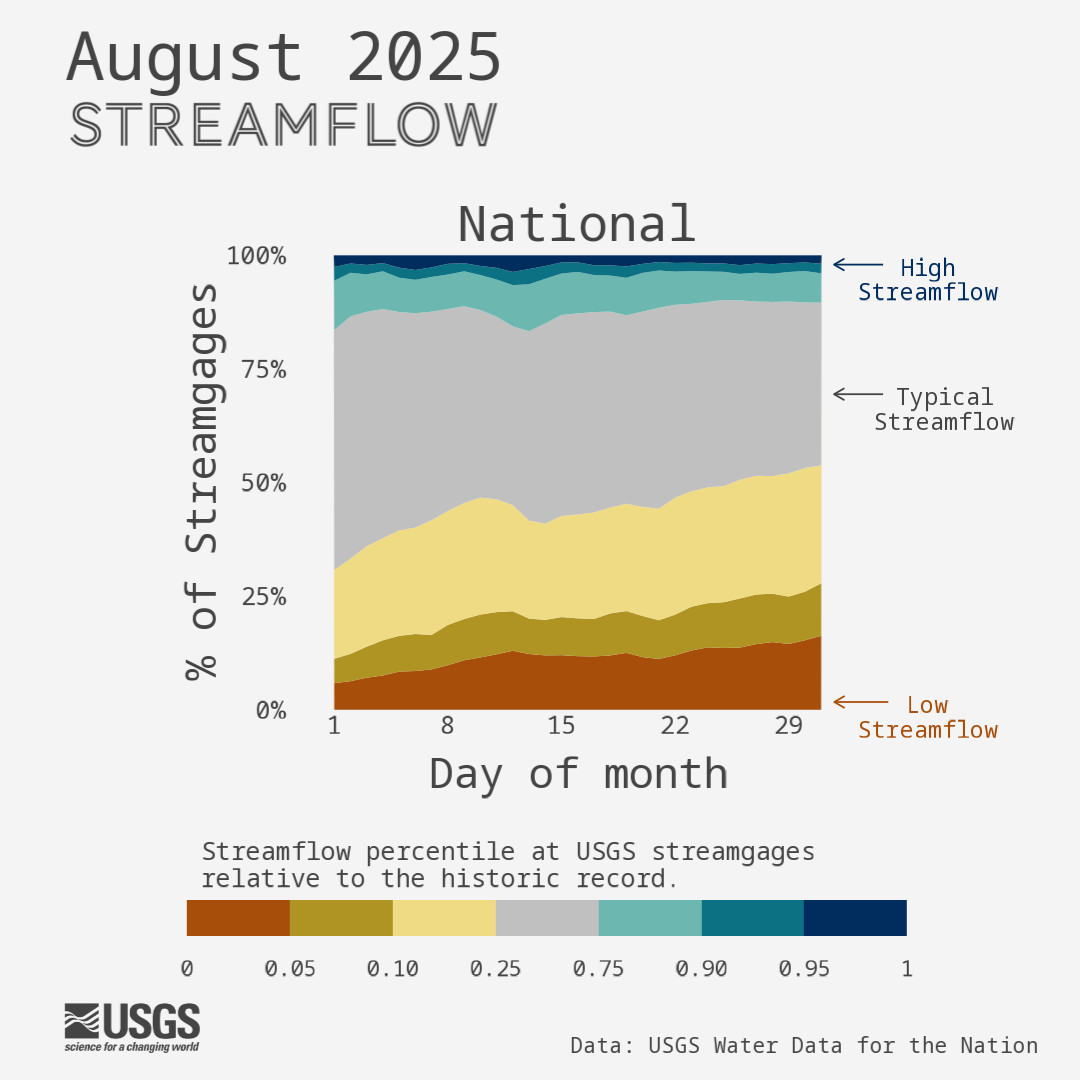 August 2025
STREAMFLOW
National
% of Streamgages
100%
75%
50%
25%
0%
High
Streamflow
Typical
Streamflow
Low
Streamflow
1 8 15 22 29
Day of month
Streamflow percentile at USGS streamgages
relative to the historic record.
0 0.05 0.10 0.25 0.75 0.90 0.95 1
USGS
science for a changing world
Data: USGS Water Data for the Nation